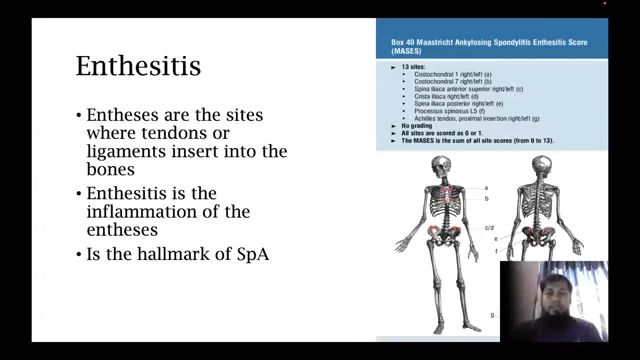 Enthesitis
• Entheses are the sites
where tendons or
ligaments insert into the
bones
• Enthesitis is the
inflammation of the
entheses
• Is the hallmark of SpA
Box 40 Maastricht Ankylosing Spondylitis Enthesitis Score
(MASES)
► 13 sites:
• Costochondral 1 right/left (a)
• Costochondral 7 right/left (b)
• Spina iliaca anterior superior right/left (c)
• Crista iliaca right/left (d)
• Spina iliaca posterior right/left (e)
• Processus spinosus L5 (f)
• Achilles tendon, proximal insertion right/left (g)
► No grading
► All sites are scored as 0 or 1.
► The MASES is the sum of all site scores (from 0 to 13).
a
b
c/d
e
f
g